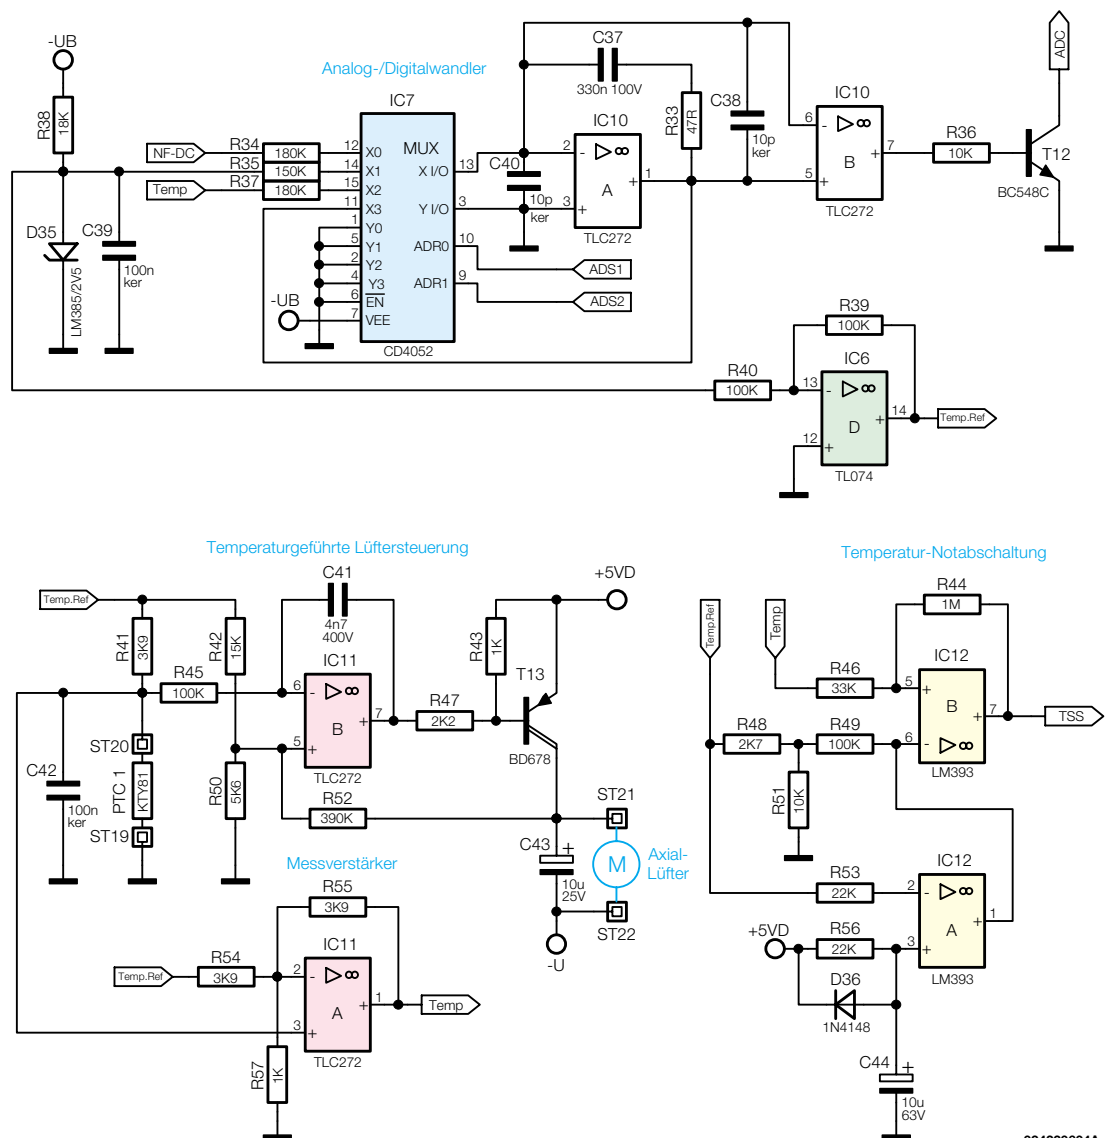 -UB
R38
18K
Analog-/Digitalwandler
IC7
MUX
CD4052
NF-DC
R34
180K
R35
150K
Temp
R37
180K
12 X0
14 X1
15 X2
11 X3
1 Y0
5 Y1
2 Y2
4 Y3
6 EN
7 VEE
X I/O 13
Y I/O 3
ADR0 10
ADR1 9
-UB
D35
LM385/2V5
C39
100n
ker
C37
330n 100V
R33
47R
C38
10p
ker
C40
10p
ker
IC10
2 -
3 +
▷∞
A
+ 1
TLC272
IC10
6 -
5 +
▷∞
B
7
TLC272
R36
10K
T12
BC548C
ADC
ADS1
ADS2
R39
100K
R40
100K
IC6
13 -
12 +
▷∞
D
+ 14
TL074
Temp.Ref
Temperaturgeführte Lüftersteuerung
Temp.Ref
R41
3K9
R42
15K
R45
100K
C41
4n7
400V
IC11
6 -
5 +
▷∞
B
+ 7
TLC272
R43
1K
R47
2K2
T13
BD678
+5VD
ST20
PTC 1
KTY81
ST19
C42
100n
ker
R50
5K6
R52
390K
C43
+
10u
25V
ST21
M
Axial-
Lüfter
ST22
-U
Messverstärker
R55
3K9
Temp.Ref
R54
3K9
IC11
2 -
3 +
▷∞
A
+ 1
TLC272
Temp
R57
1K
Temperatur-Notabschaltung
Temp.Ref
Temp
R44
1M
R46
33K
IC12
5 +
6 -
B
▷∞
+ 7
LM393
TSS
R48
2K7
R49
100K
R51
10K
R53
22K
IC12
2 -
3 +
▷∞
A
+ 1
LM393
+5VD
R56
22K
D36
1N4148
C44
+
10u
63V